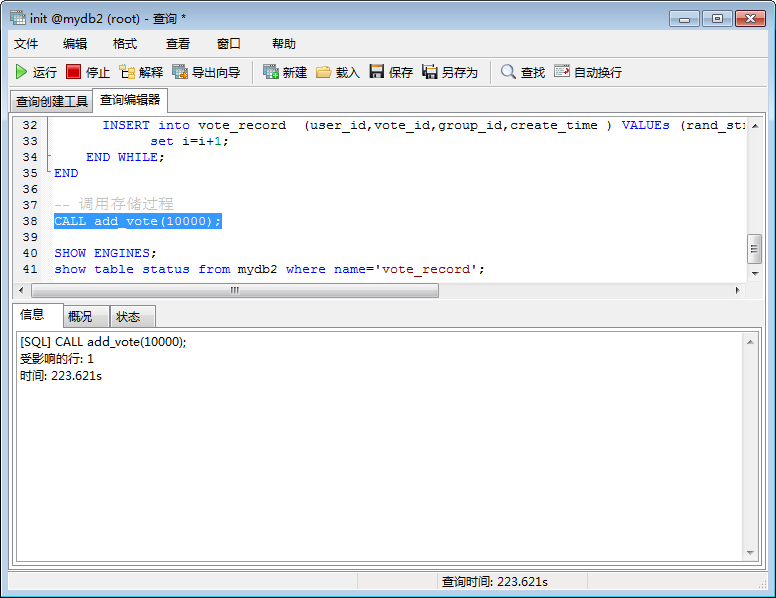 init @mydb2 (root) - 查询 *
文件 编辑 格式 查看 窗口 帮助
运行 停止 解释 导出向导 新建 载入 保存 另存为 查找 自动换行
查询创建工具 查询编辑器
32 INSERT into vote_record (user_id,vote_id,group_id,create_time ) VALUEs (rand_st
33 set i=i+1;
34 END WHILE;
35 END
36
37 -- 调用存储过程
38 CALL add_vote(10000);
39
40 SHOW ENGINES;
41 show table status from mydb2 where name='vote_record';
信息 概况 状态
[SQL] CALL add_vote(10000);
受影响的行: 1
时间: 223.621s
查询时间: 223.621s